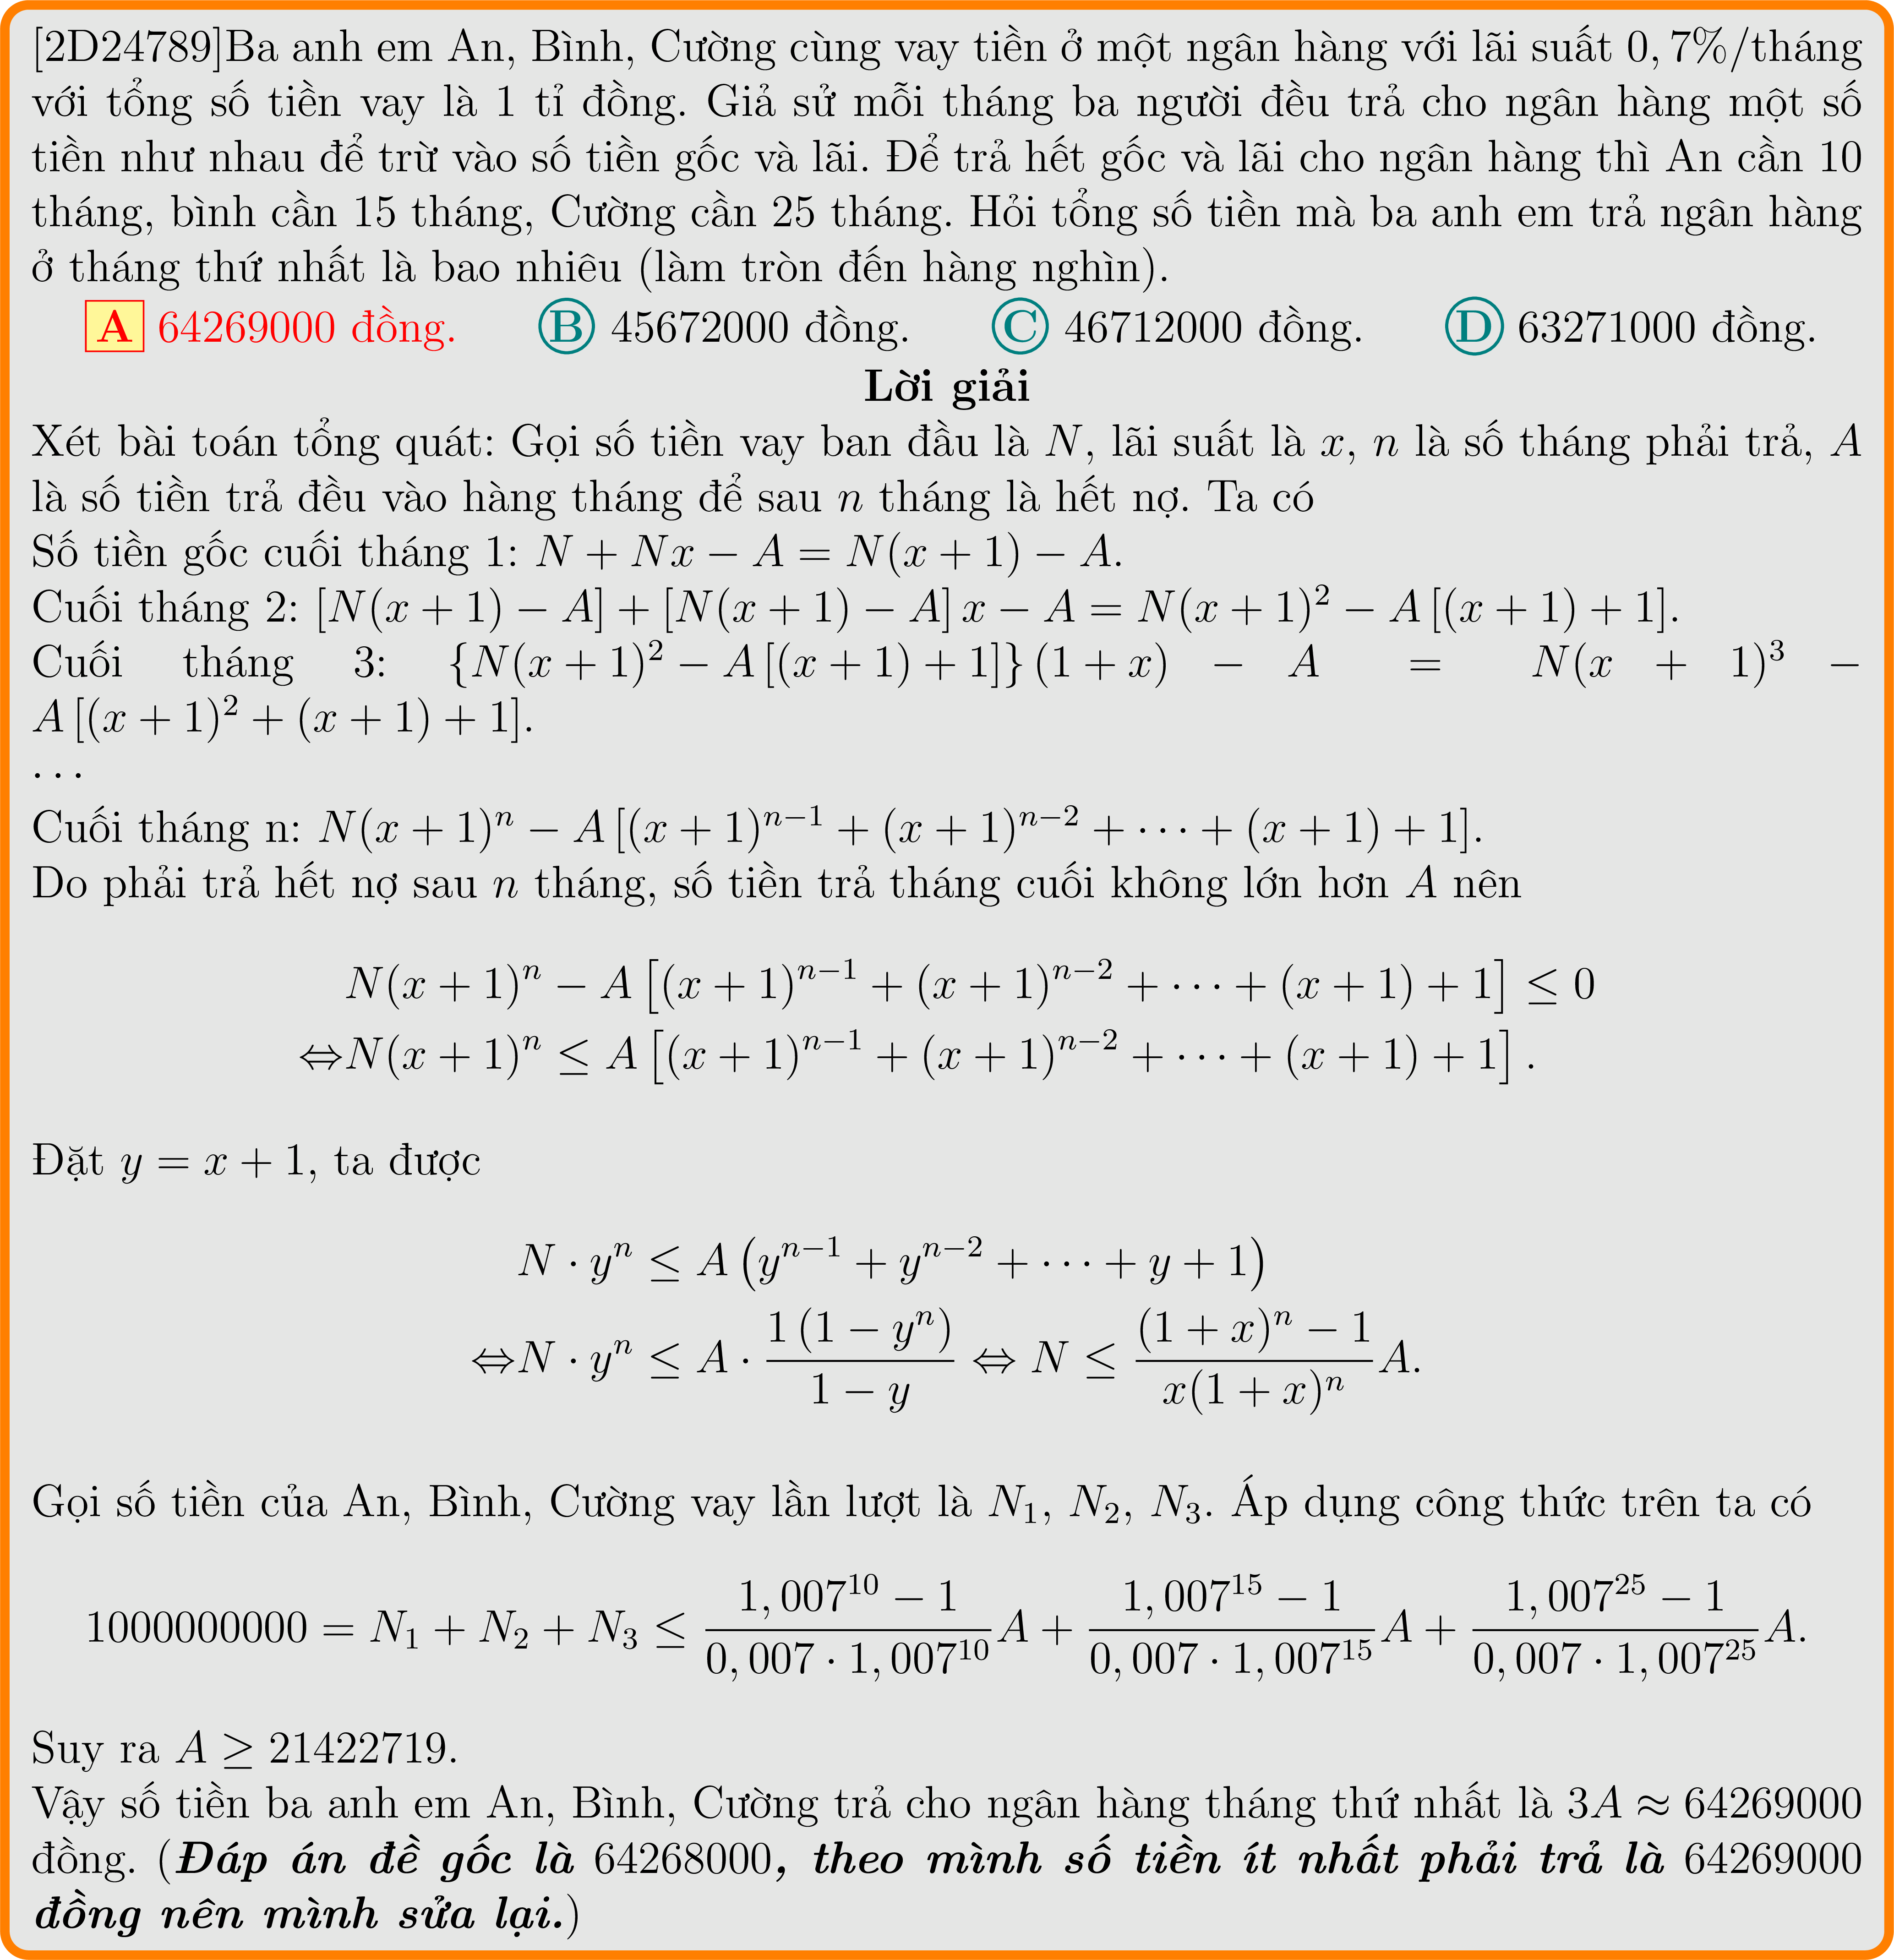 [2D24789]Ba anh em An, Bình, Cường cùng vay tiền ở một ngân hàng với lãi suất 0, 7%/tháng
với tổng số tiền vay là 1 tỉ đồng. Giả sử mỗi tháng ba người đều trả cho ngân hàng một số
tiền như nhau để trừ vào số tiền gốc và lãi. Để trả hết gốc và lãi cho ngân hàng thì An cần 10
tháng, bình cần 15 tháng, Cường cần 25 tháng. Hỏi tổng số tiền mà ba anh em trả ngân hàng
ở tháng thứ nhất là bao nhiêu (làm tròn đến hàng nghìn).
A 64269000 đồng. B 45672000 đồng. C 46712000 đồng. D 63271000 đồng.
Lời giải
Xét bài toán tổng quát: Gọi số tiền vay ban đầu là $N$, lãi suất là $x$, $n$ là số tháng phải trả, $A$
là số tiền trả đều vào hàng tháng để sau $n$ tháng là hết nợ. Ta có
Số tiền gốc cuối tháng 1: $N + Nx - A = N(x + 1) - A.$
Cuối tháng 2: $[N(x + 1) - A] + [N(x + 1) - A] x - A = N(x + 1)^2 - A [(x + 1) + 1].$
Cuối tháng 3: $\{N(x + 1)^2 - A [(x + 1) + 1]\} (1 + x) - A = N(x + 1)^3 -$
$A [(x + 1)^2 + (x + 1) + 1].$
$\cdots$
Cuối tháng n: $N(x + 1)^n - A [(x + 1)^{n-1} + (x + 1)^{n-2} + \cdots + (x + 1) + 1].$
Do phải trả hết nợ sau $n$ tháng, số tiền trả tháng cuối không lớn hơn $A$ nên
$N(x + 1)^n - A [(x + 1)^{n-1} + (x + 1)^{n-2} + \cdots + (x + 1) + 1] \leq 0$
$\Leftrightarrow N(x + 1)^n \leq A [(x + 1)^{n-1} + (x + 1)^{n-2} + \cdots + (x + 1) + 1] .$
Đặt $y = x + 1$, ta được
$N \cdot y^n \leq A (y^{n-1} + y^{n-2} + \cdots + y + 1)$
$\Leftrightarrow N \cdot y^n \leq A \cdot \frac{1 (1 - y^n)}{1 - y} \Leftrightarrow N \leq \frac{(1 + x)^n - 1}{x(1 + x)^n} A.$
Gọi số tiền của An, Bình, Cường vay lần lượt là $N_1$, $N_2$, $N_3$. Áp dụng công thức trên ta có
$1000000000 = N_1 + N_2 + N_3 \leq \frac{1, 007^{10} - 1}{0, 007 \cdot 1, 007^{10}} A + \frac{1, 007^{15} - 1}{0, 007 \cdot 1, 007^{15}} A + \frac{1, 007^{25} - 1}{0, 007 \cdot 1, 007^{25}} A.$
Suy ra $A \geq 21422719.$
Vậy số tiền ba anh em An, Bình, Cường trả cho ngân hàng tháng thứ nhất là $3A \approx 64269000$
đồng. (Đáp án đề gốc là 64268000, theo mình số tiền ít nhất phải trả là 64269000
đồng nên mình sửa lại.)